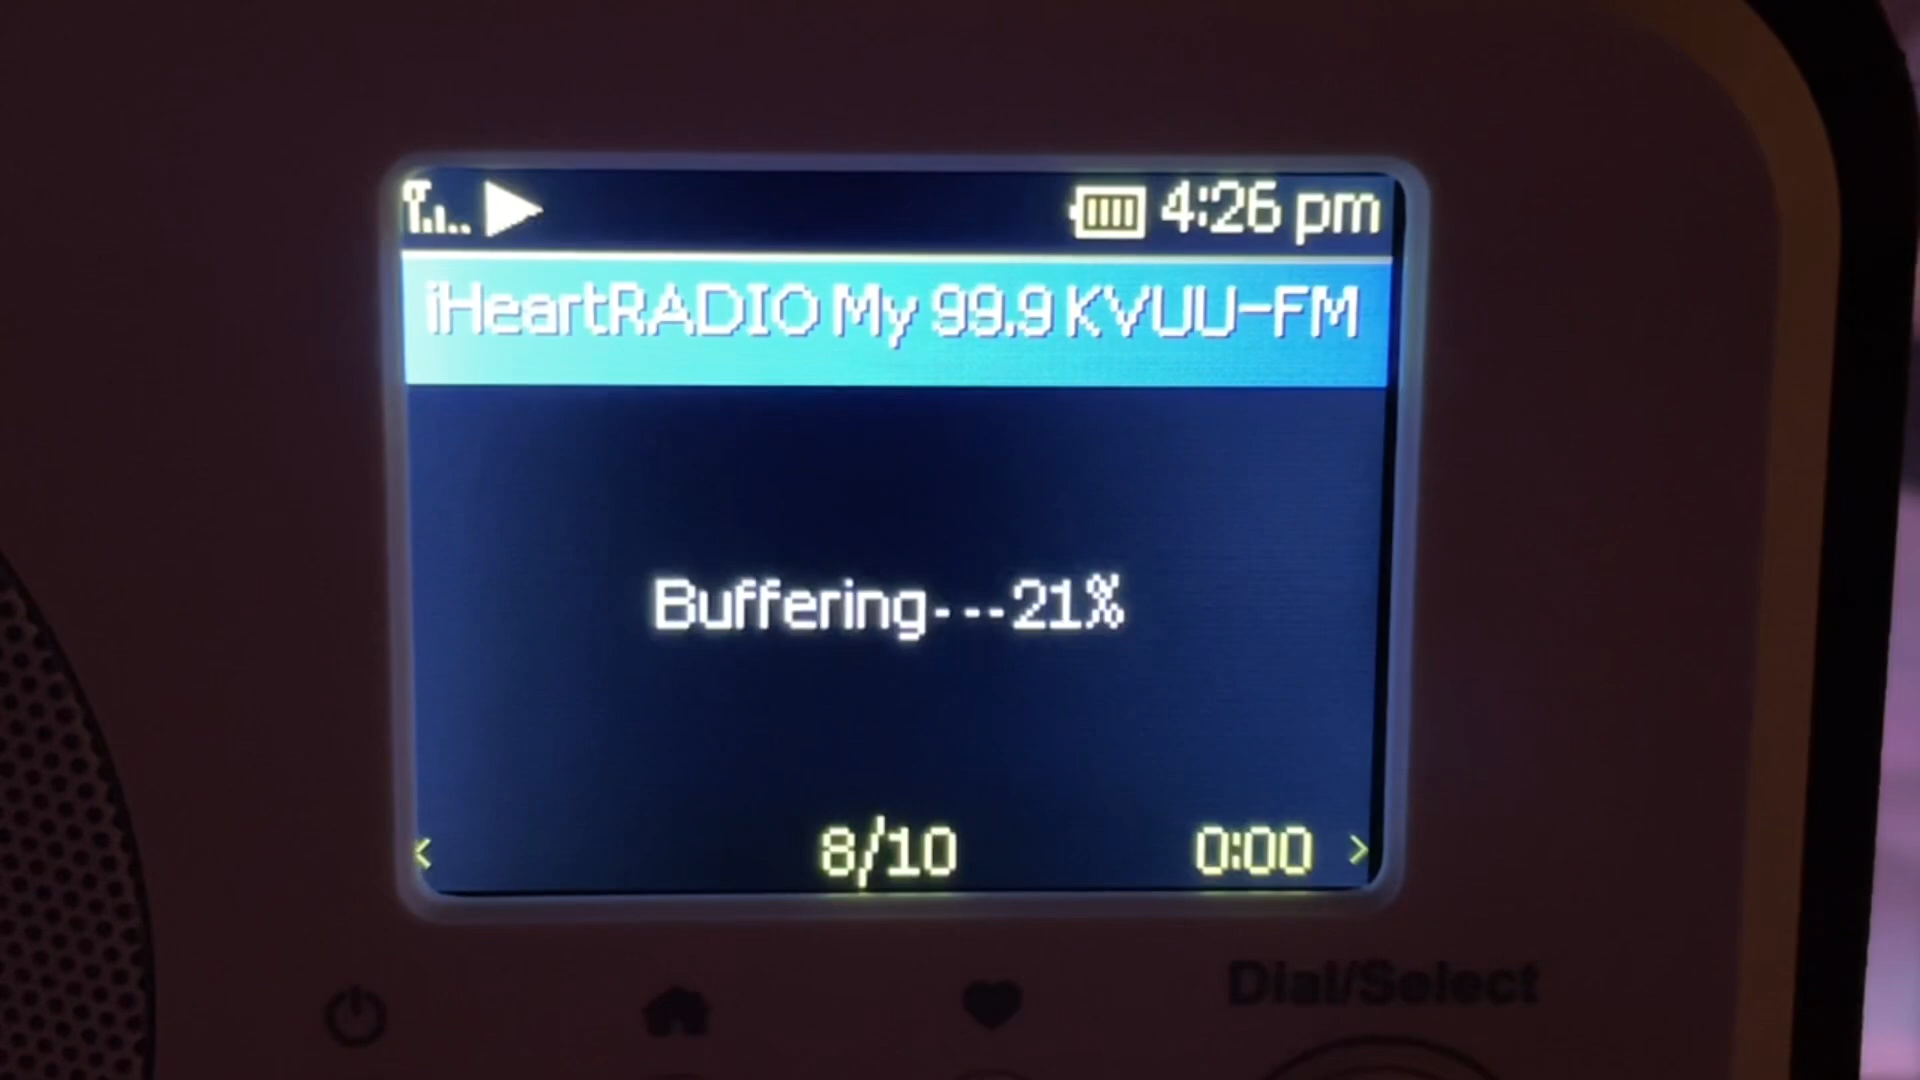 4:26 pm
iHeartRADIO My 99.9 KVUU-FM
Buffering---21%
< 8/10 0:00 >
Dial/Select